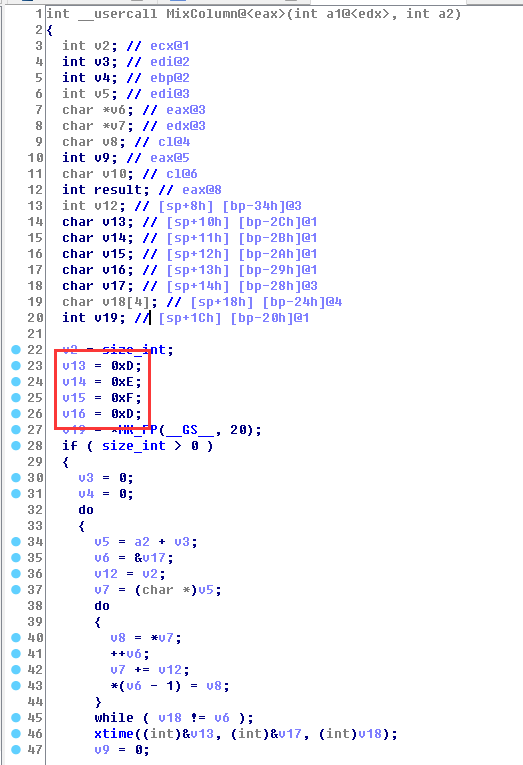 1 int __usercall MixColumn@<eax>(int a1@<edx>, int a2)
2 {
3 int v2; // ecx@1
4 int v3; // edi@2
5 int v4; // ebp@2
6 int v5; // edi@3
7 char *v6; // eax@3
8 char *v7; // edx@3
9 char v8; // cl@4
10 int v9; // eax@5
11 char v10; // cl@6
12 int result; // eax@8
13 int v12; // [sp+8h] [bp-34h]@3
14 char v13; // [sp+10h] [bp-2Ch]@1
15 char v14; // [sp+11h] [bp-2Bh]@1
16 char v15; // [sp+12h] [bp-2Ah]@1
17 char v16; // [sp+13h] [bp-29h]@1
18 char v17; // [sp+14h] [bp-28h]@3
19 char v18[4]; // [sp+18h] [bp-24h]@4
20 int v19; // [sp+1Ch] [bp-20h]@1
21
22 v2 = size_int;
23 v13 = 0xD;
24 v14 = 0xE;
25 v15 = 0xF;
26 v16 = 0xD;
27 v19 = *MK_FP(__GS__, 20);
28 if ( size_int > 0 )
29 {
30 v3 = 0;
31 v4 = 0;
32 do
33 {
34 v5 = a2 + v3;
35 v6 = &v17;
36 v12 = v2;
37 v7 = (char *)v5;
38 do
39 {
40 v8 = *v7;
41 ++v6;
42 v7 += v12;
43 *(v6 - 1) = v8;
44 }
45 while ( v18 != v6 );
46 xtime((int)&v13, (int)&v17, (int)v18);
47 v9 = 0;